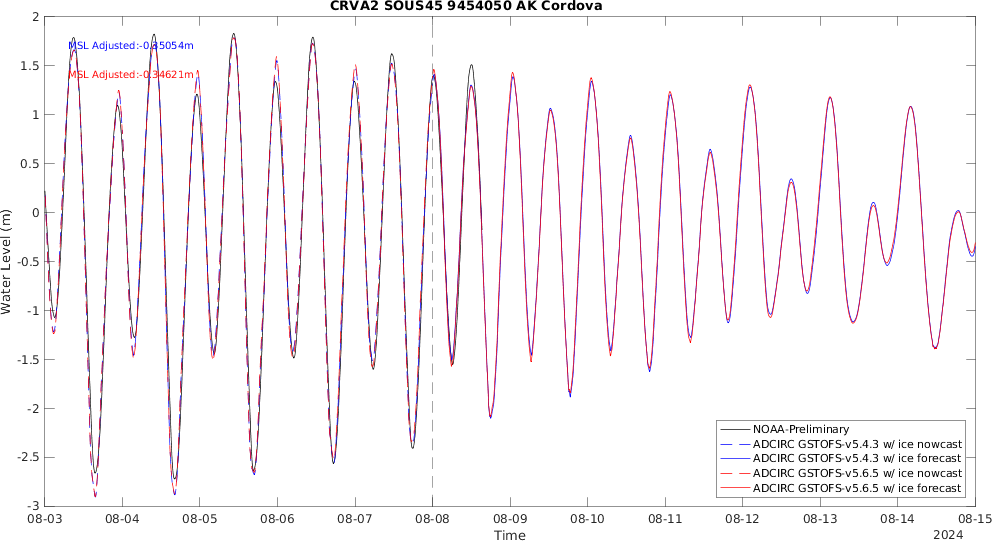 CRVA2 SOUS45 9454050 AK Cordova
2
1.5
1
0.5
0
-0.5
-1
-1.5
-2
-2.5
-3
Water Level (m)
MSL Adjusted:-0.35054m
MSL Adjusted:-0.34621m
NOAA-Preliminary
ADCIRC GSTOFS-v5.4.3 w/ ice nowcast
ADCIRC GSTOFS-v5.4.3 w/ ice forecast
ADCIRC GSTOFS-v5.6.5 w/ ice nowcast
ADCIRC GSTOFS-v5.6.5 w/ ice forecast
08-03 08-04 08-05 08-06 08-07 08-08 08-09 08-10 08-11 08-12 08-13 08-14 08-15
Time
2024